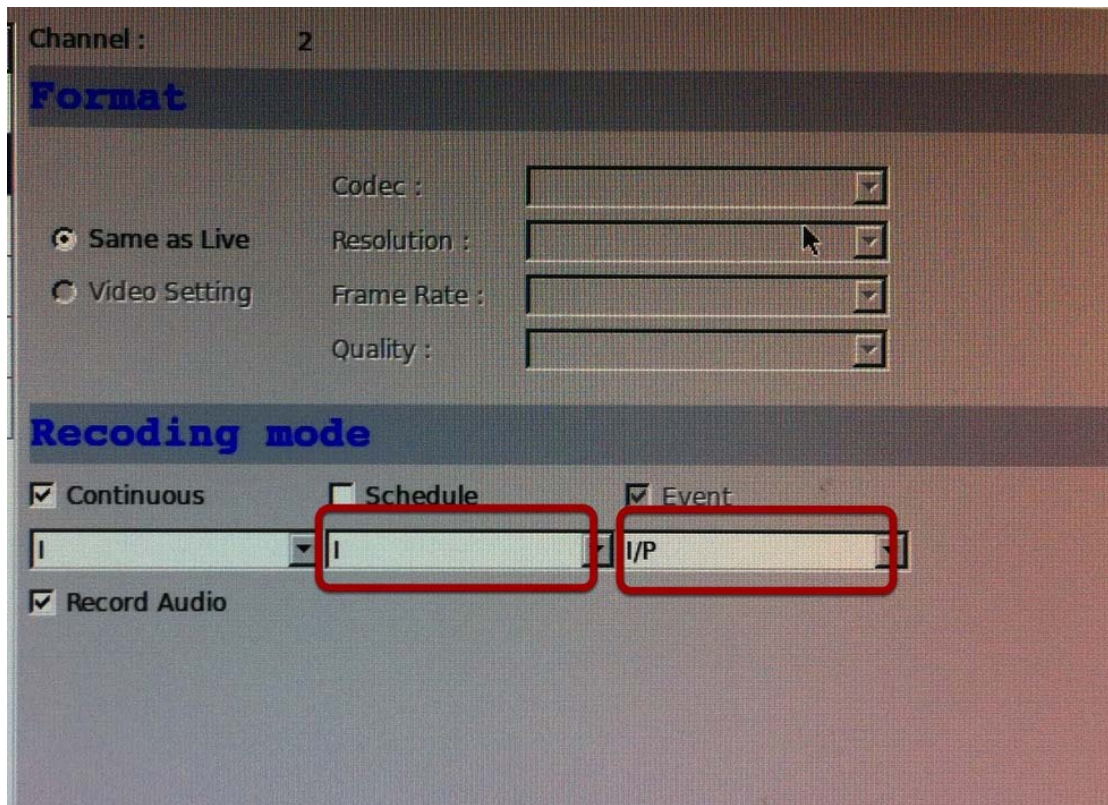 Channel : 2
Format
Codec :
Same as Live
Resolution :
Video Setting
Frame Rate :
Quality :
Recoding mode
Continuous Schedule Event
I I I/P
Record Audio